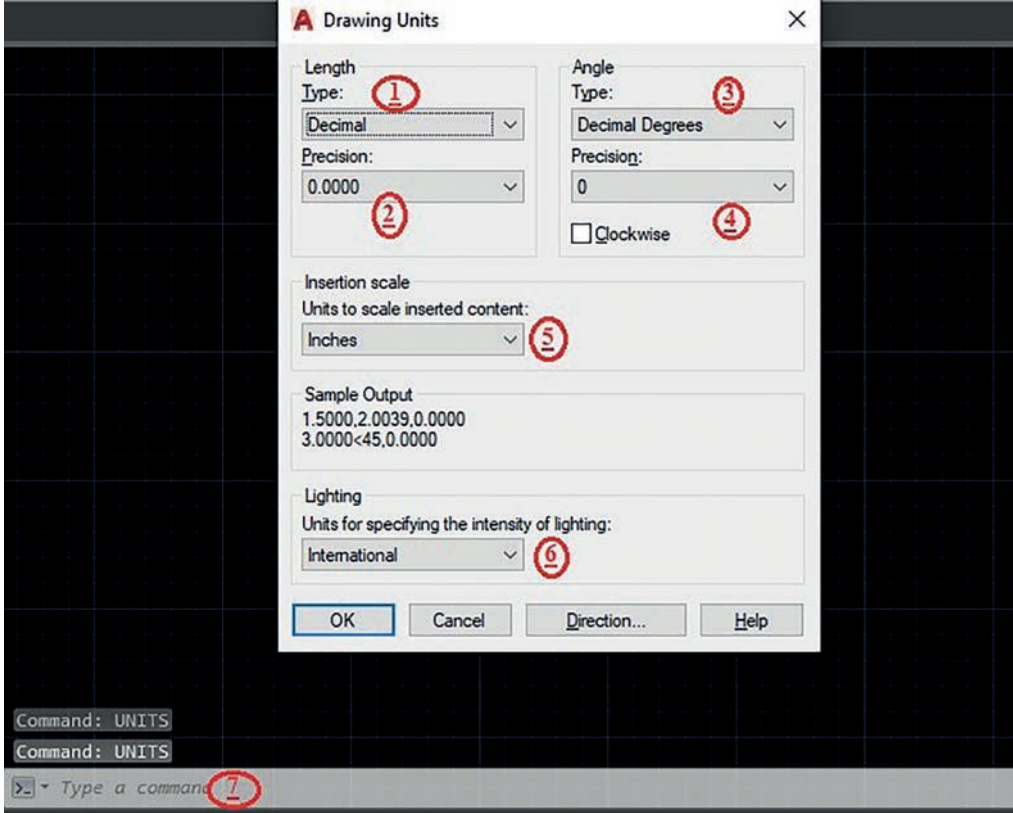 Drawing Units
Length
Type:
1
Decimal
Precision:
0.0000
2
Angle
Type:
3
Decimal Degrees
Precision:
0
4
Clockwise
Insertion scale
Units to scale inserted content:
Inches
5
Sample Output
1.5000,2.0039,0.0000
3.0000<45,0.0000
Lighting
Units for specifying the intensity of lighting:
International
6
OK Cancel Direction... Help
Command: UNITS
Command: UNITS
Type a command
7